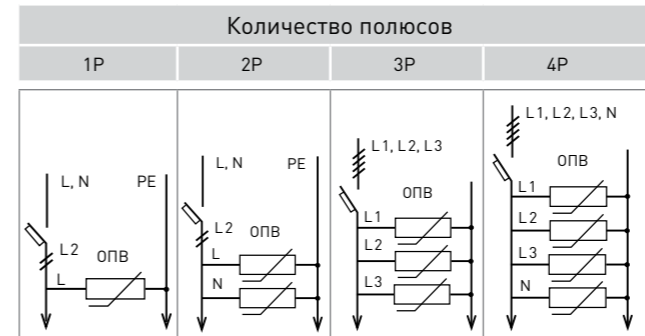 Количество полюсов
1P 2P 3P 4P
L, N PE
L2 ОПВ
L
L, N PE
L2 ОПВ
L
N
L1, L2, L3
ОПВ
L1
L2
L3
L1, L2, L3, N
ОПВ
L1
L2
L3
N